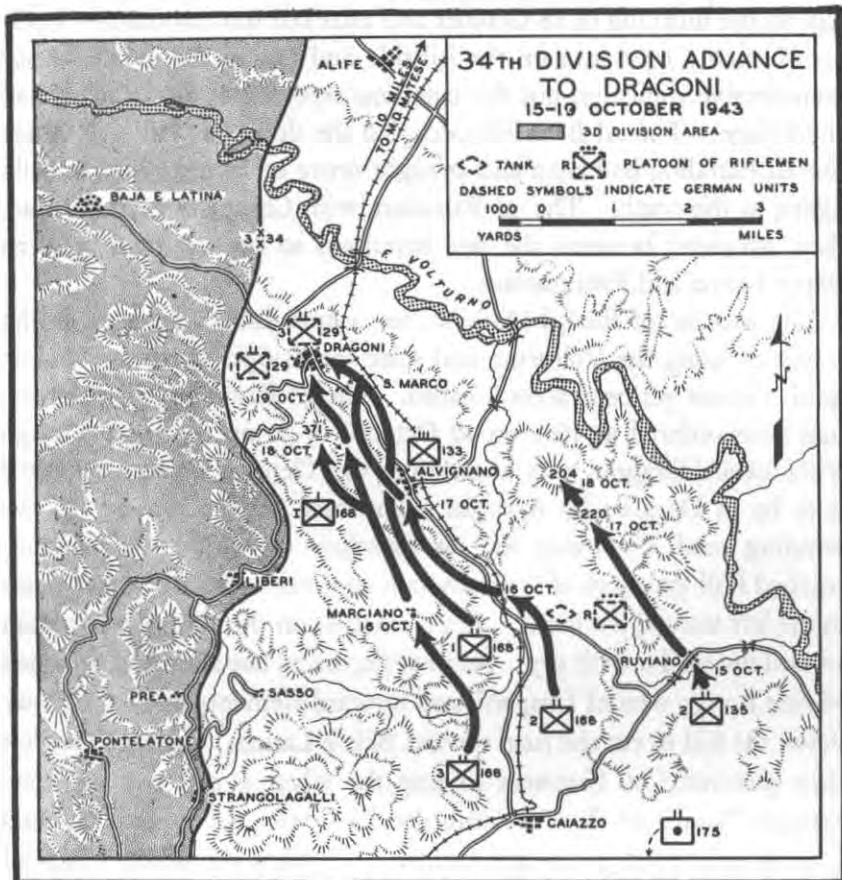 34TH DIVISION ADVANCE
TO DRAGONI
15-19 OCTOBER 1943
3D DIVISION AREA
TANK R PLATOON OF RIFLEMEN
DASHED SYMBOLS INDICATE GERMAN UNITS
1000 0 3
YARDS MILES
ALIFE
10 MILES
TO MD. MATESE
BAJA E LATINA
3 X X 34
E VOLTURNO
3 29
DRAGONI
1 29
S. MARCO
19 OCT.
371
18 OCT.
133
ALVIGNANO
17 OCT.
204
18 OCT.
220
17 OCT.
1 168
LIBERI
16 OCT.
MARCIANO
16 OCT.
R
1 168
RUVIANO
15 OCT.
PREA
SASSO
2 168
2 135
PONTELATONE
3 168
STRANGOLAGALLI
CAIAZZO
175